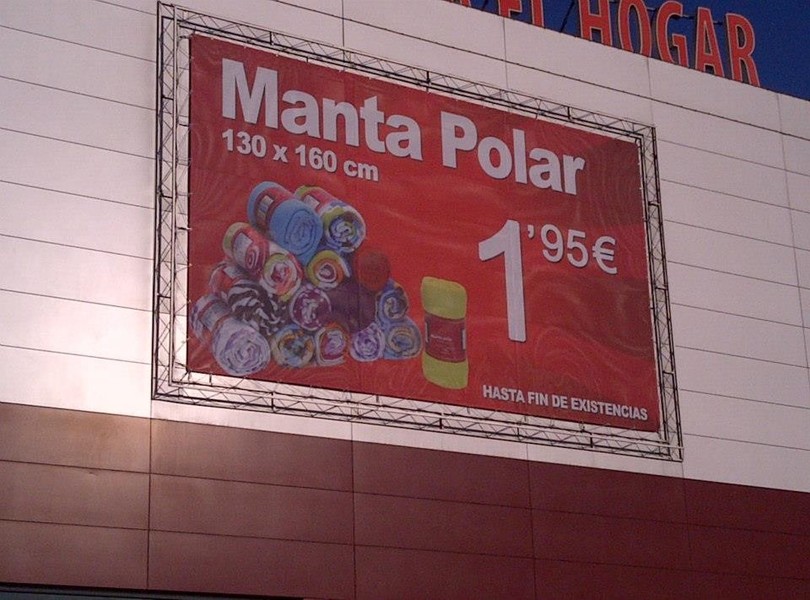 EL HOGAR
Manta Polar
130 x 160 cm
1'95€
HASTA FIN DE EXISTENCIAS